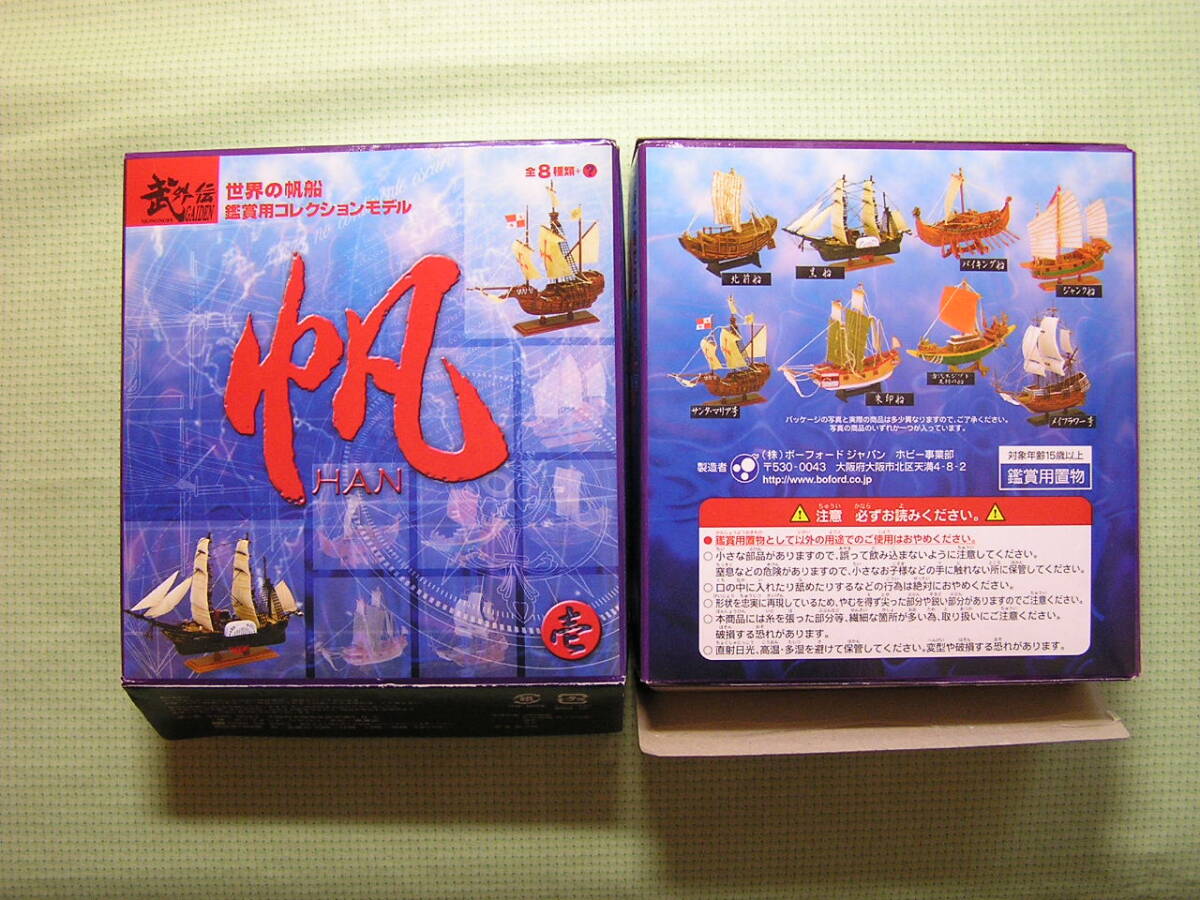 武外伝
GAIDEN
世界の帆船
鑑賞用コレクションモデル
全8種類+?
帆
HAN
壱
北前船
黒船
バイキング船
ジャンク船
サンタ・マリア号
朱印船
メイフラワー号
パッケージの写真と実際の商品は多少異なりますので、ご了承ください。
写真の商品のいずれか一つが入っています。
製造者
(株)ボーフォードジャパン ホビー事業部
〒530-0043 大阪府大阪市北区天満4-8-2
http://www.boford.co.jp
対象年齢15歳以上
鑑賞用置物
注意 必ずお読みください。
●鑑賞用置物として以外の用途でのご使用はおやめください。
○小さな部品がありますので、誤って飲み込まないように注意してください。
窒息などの危険がありますので、小さなお子様などの手に触れない所に保管してください。
○口の中に入れたり舐めたりするなどの行為は絶対におやめください。
○形状を忠実に再現しているため、やむを得ず尖った部分や鋭い部分がありますのでご注意ください。
○本商品には糸を張った部分等、繊細な箇所が多い為、取り扱いにご注意ください。
破損する恐れがあります。
○直射日光、高温・多湿を避けて保管してください。変型や破損する恐れがあります。